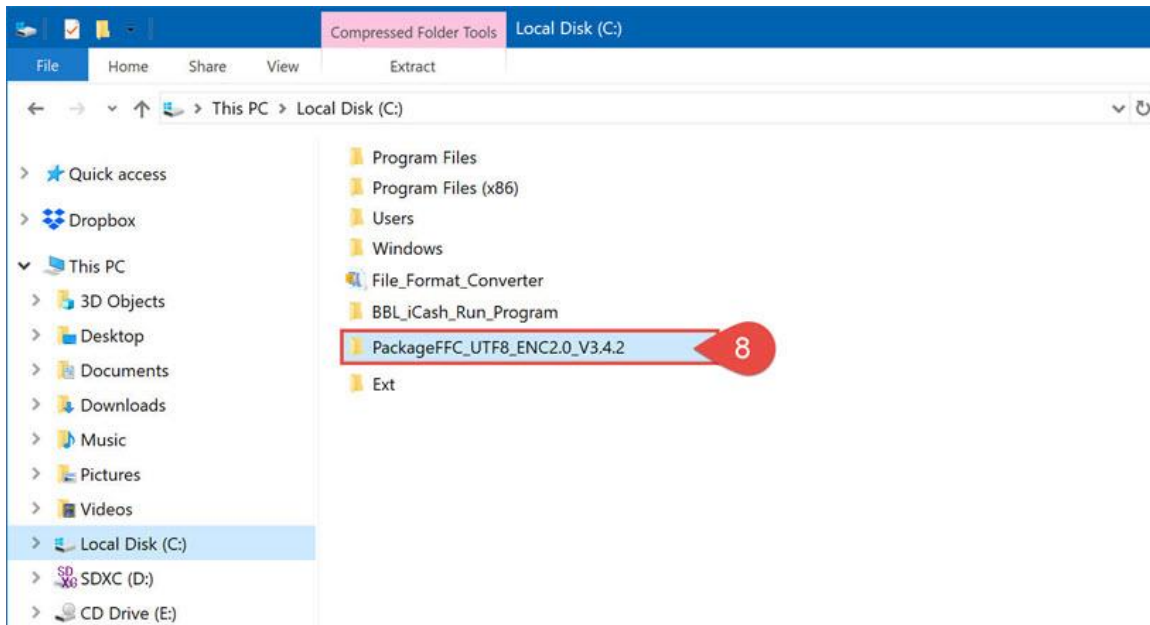 Compressed Folder Tools
Local Disk (C:)
File
Home
Share
View
Extract
This PC > Local Disk (C:)
Quick access
Dropbox
This PC
3D Objects
Desktop
Documents
Downloads
Music
Pictures
Videos
Local Disk (C:)
SDXC (D:)
CD Drive (E:)
Program Files
Program Files (x86)
Users
Windows
File_Format_Converter
BBL_iCash_Run_Program
PackageFFC_UTF8_ENC2.0_V3.4.2
8
Ext